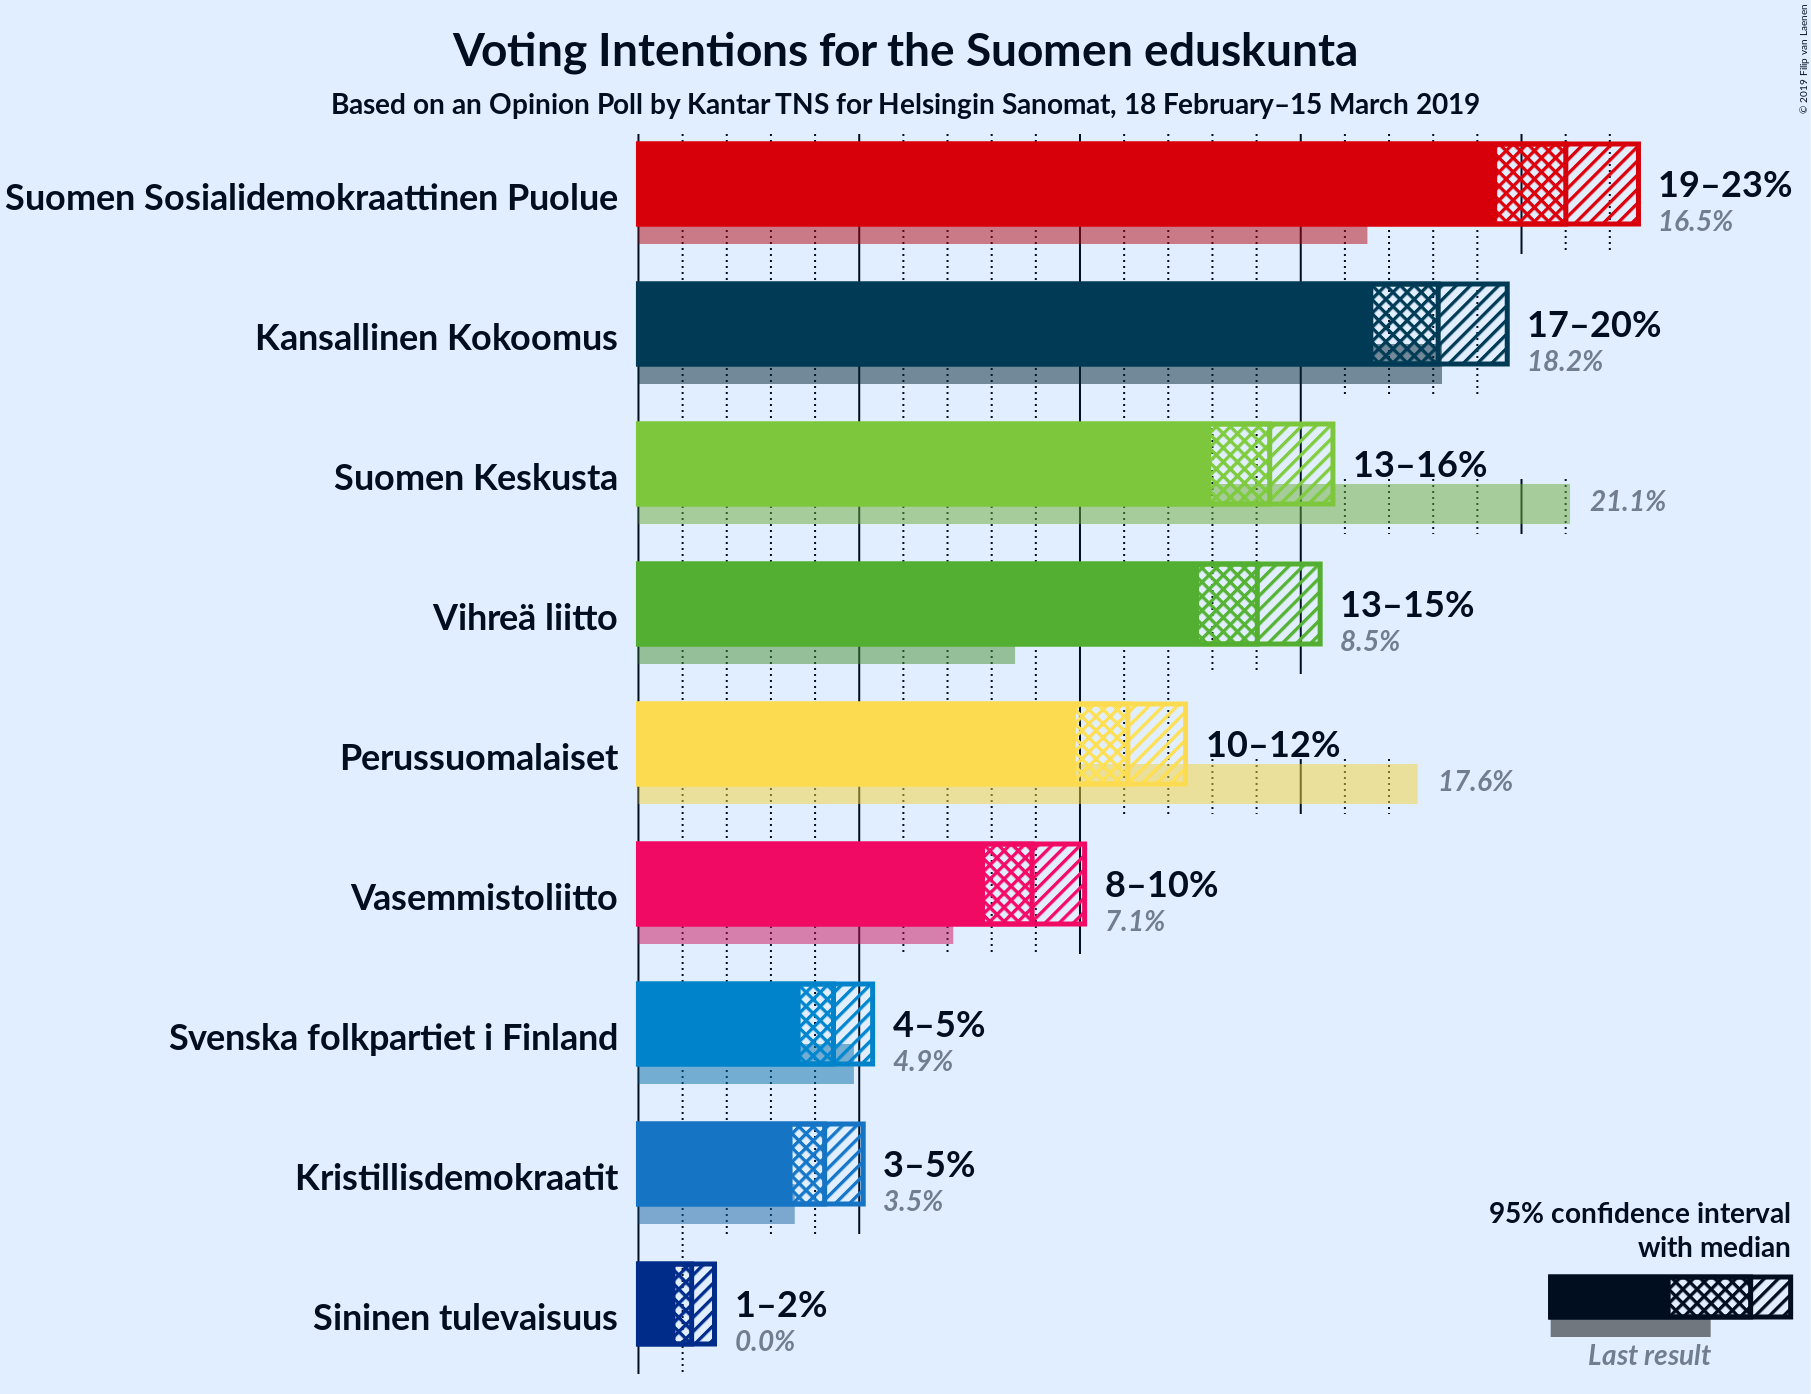 Voting Intentions for the Suomen eduskunta
Based on an Opinion Poll by Kantar TNS for Helsingin Sanomat, 18 February–15 March 2019
© 2019 Filip van Laenen
Suomen Sosialidemokraattinen Puolue
19–23%
16.5%
Kansallinen Kokoomus
17–20%
18.2%
Suomen Keskusta
13–16%
21.1%
Vihreä liitto
13–15%
8.5%
Perussuomalaiset
10–12%
17.6%
Vasemmistoliitto
8–10%
7.1%
Svenska folkpartiet i Finland
4–5%
4.9%
Kristillisdemokraatit
3–5%
3.5%
Sininen tulevaisuus
1–2%
0.0%
95% confidence interval
with median
Last result